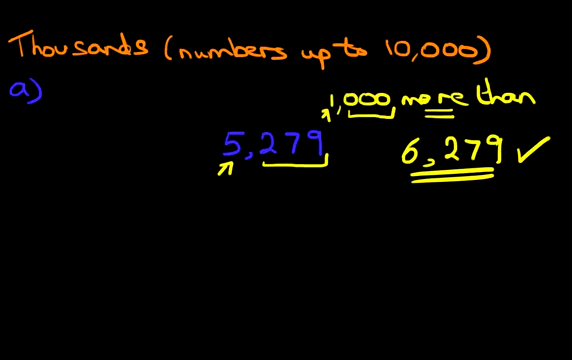 Thousands (numbers up to 10,000)
a)
1,000 more than
5,279 6,279 ✓